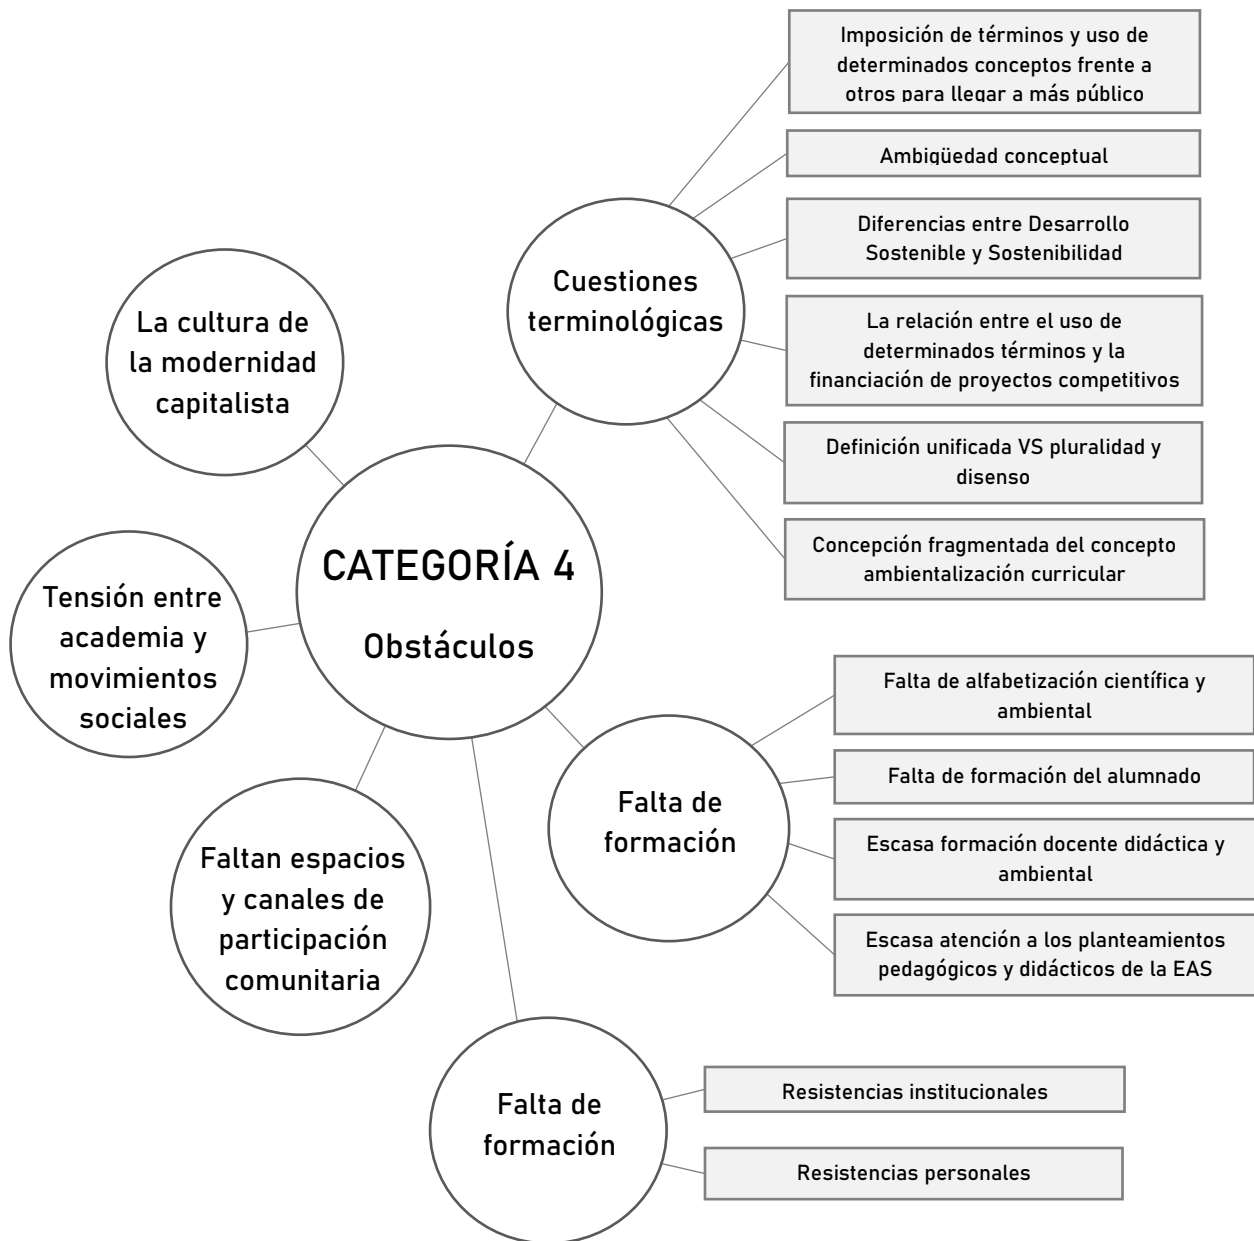 Imposición de términos y uso de
determinados conceptos frente a
otros para llegar a más público
Ambigüedad conceptual
Diferencias entre Desarrollo
Sostenible y Sostenibilidad
Cuestiones
terminológicas
La relación entre el uso de
determinados términos y la
financiación de proyectos competitivos
La cultura de
la modernidad
capitalista
Definición unificada VS pluralidad y
disenso
Concepción fragmentada del concepto
ambientalización curricular
CATEGORÍA 4
Obstáculos
Tensión entre
academia y
movimientos
sociales
Falta de alfabetización científica y
ambiental
Falta de formación del alumnado
Falta de
formación
Escasa formación docente didáctica y
ambiental
Escasa atención a los planteamientos
pedagógicos y didácticos de la EAS
Faltan espacios
y canales de
participación
comunitaria
Falta de
formación
Resistencias institucionales
Resistencias personales